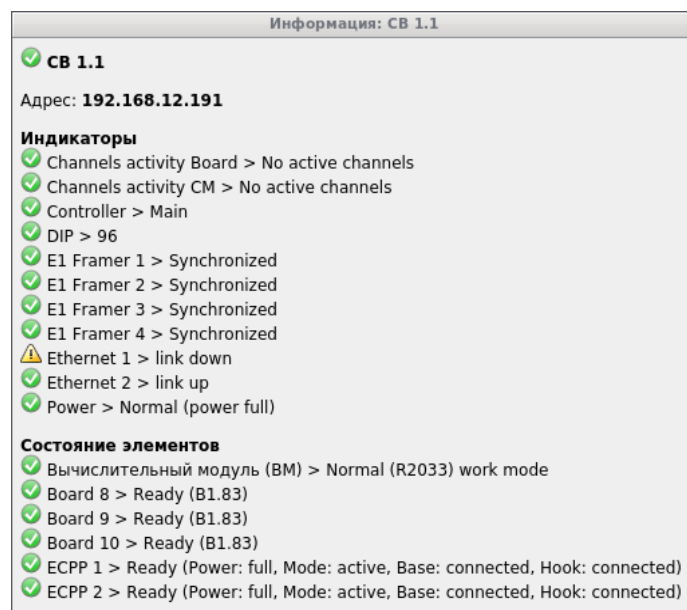 Информация: СВ 1.1
СВ 1.1
Адрес: 192.168.12.191
Индикаторы
Channels activity Board > No active channels
Channels activity CM > No active channels
Controller > Main
DIP > 96
E1 Framer 1 > Synchronized
E1 Framer 2 > Synchronized
E1 Framer 3 > Synchronized
E1 Framer 4 > Synchronized
Ethernet 1 > link down
Ethernet 2 > link up
Power > Normal (power full)
Состояние элементов
Вычислительный модуль (ВМ) > Normal (R2033) work mode
Board 8 > Ready (B1.83)
Board 9 > Ready (B1.83)
Board 10 > Ready (B1.83)
ECPP 1 > Ready (Power: full, Mode: active, Base: connected, Hook: connected)
ECPP 2 > Ready (Power: full, Mode: active, Base: connected, Hook: connected)